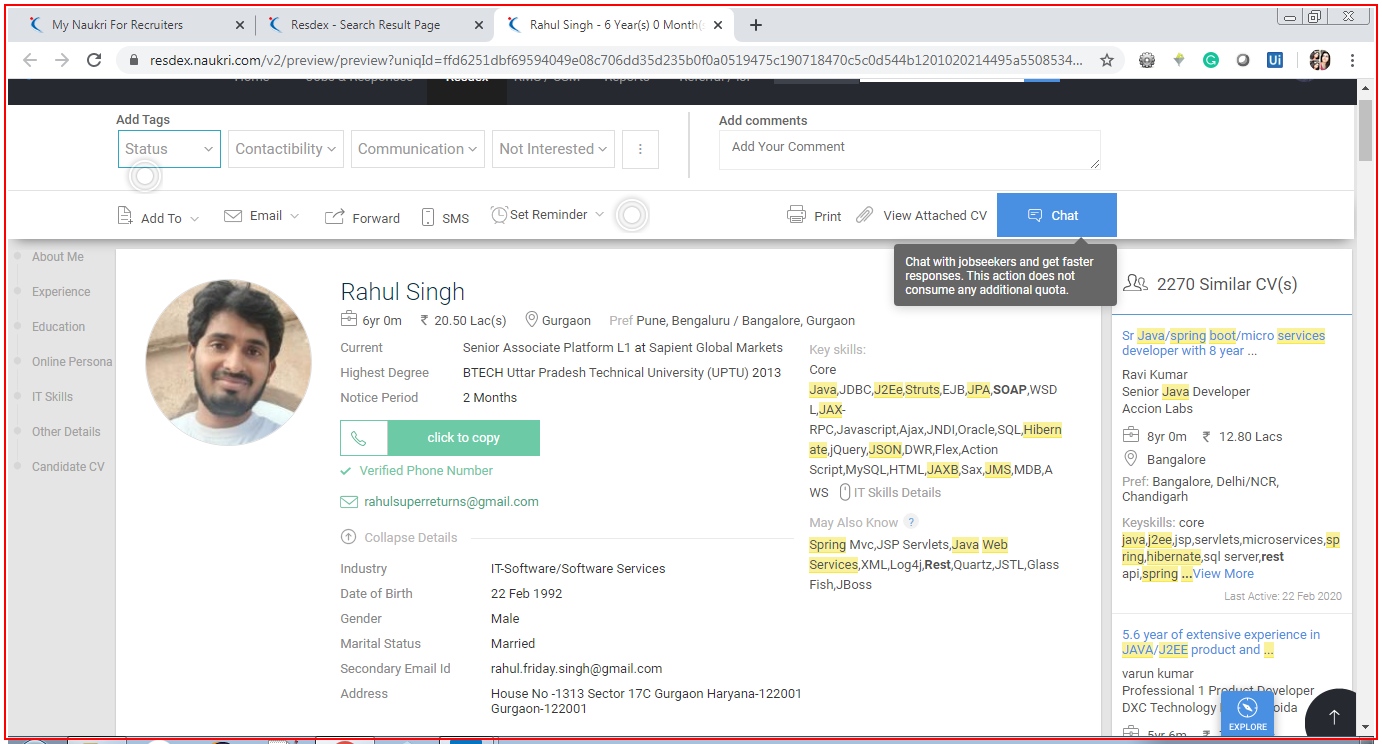 My Naukri For Recruiters
Resdex - Search Result Page
Rahul Singh - 6 Year(s) 0 Month(s
resdex.naukri.com/v2/preview/preview?uniqId=ffd6251dbf69594049e08c706dd35d235b0f0a0519475c190718470c5c0d544b1201020214495a5508534...
Ui
Add Tags
Add comments
Status
Contactibility
Communication
Not Interested
Add Your Comment
Add To
Email
Forward
SMS
Set Reminder
Print
View Attached CV
Chat
Chat with jobseekers and get faster
responses. This action does not
consume any additional quota.
About Me
Experience
Education
Online Persona
IT Skills
Other Details
Candidate CV
Rahul Singh
6yr 0m ₹ 20.50 Lac(s) Gurgaon Pref Pune, Bengaluru / Bangalore, Gurgaon
Current Senior Associate Platform L1 at Sapient Global Markets
Highest Degree BTECH Uttar Pradesh Technical University (UPTU) 2013
Notice Period 2 Months
click to copy
Verified Phone Number
rahulsuperreturns@gmail.com
Collapse Details
Industry IT-Software/Software Services
Date of Birth 22 Feb 1992
Gender Male
Marital Status Married
Secondary Email Id rahul.friday.singh@gmail.com
Address House No -1313 Sector 17C Gurgaon Haryana-122001
Gurgaon-122001
Key skills:
Core
Java,JDBC,J2Ee,Struts,EJB,JPA,SOAP,WSD
L,JAX-
RPC,Javascript,Ajax,JNDI,Oracle,SQL,Hibern
ate,jQuery,JSON,DWR,Flex,Action
Script,MySQL,HTML,JAXB,Sax,JMS,MDB,A
WS IT Skills Details
May Also Know ?
Spring Mvc,JSP Servlets,Java Web
Services,XML,Log4j,Rest,Quartz,JSTL,Glass
Fish,JBoss
2270 Similar CV(s)
Sr Java/spring boot/micro services
developer with 8 year ...
Ravi Kumar
Senior Java Developer
Accion Labs
8yr 0m ₹ 12.80 Lacs
Bangalore
Pref: Bangalore, Delhi/NCR,
Chandigarh
Keyskills: core
java,j2ee,jsp,servlets,microservices,sp
ring,hibernate,sql server,rest
api,spring ...View More
Last Active: 22 Feb 2020
5.6 year of extensive experience in
JAVA/J2EE product and ...
varun kumar
Professional 1 Product Developer
DXC Technology
EXPLORE
5yr 6m ₹